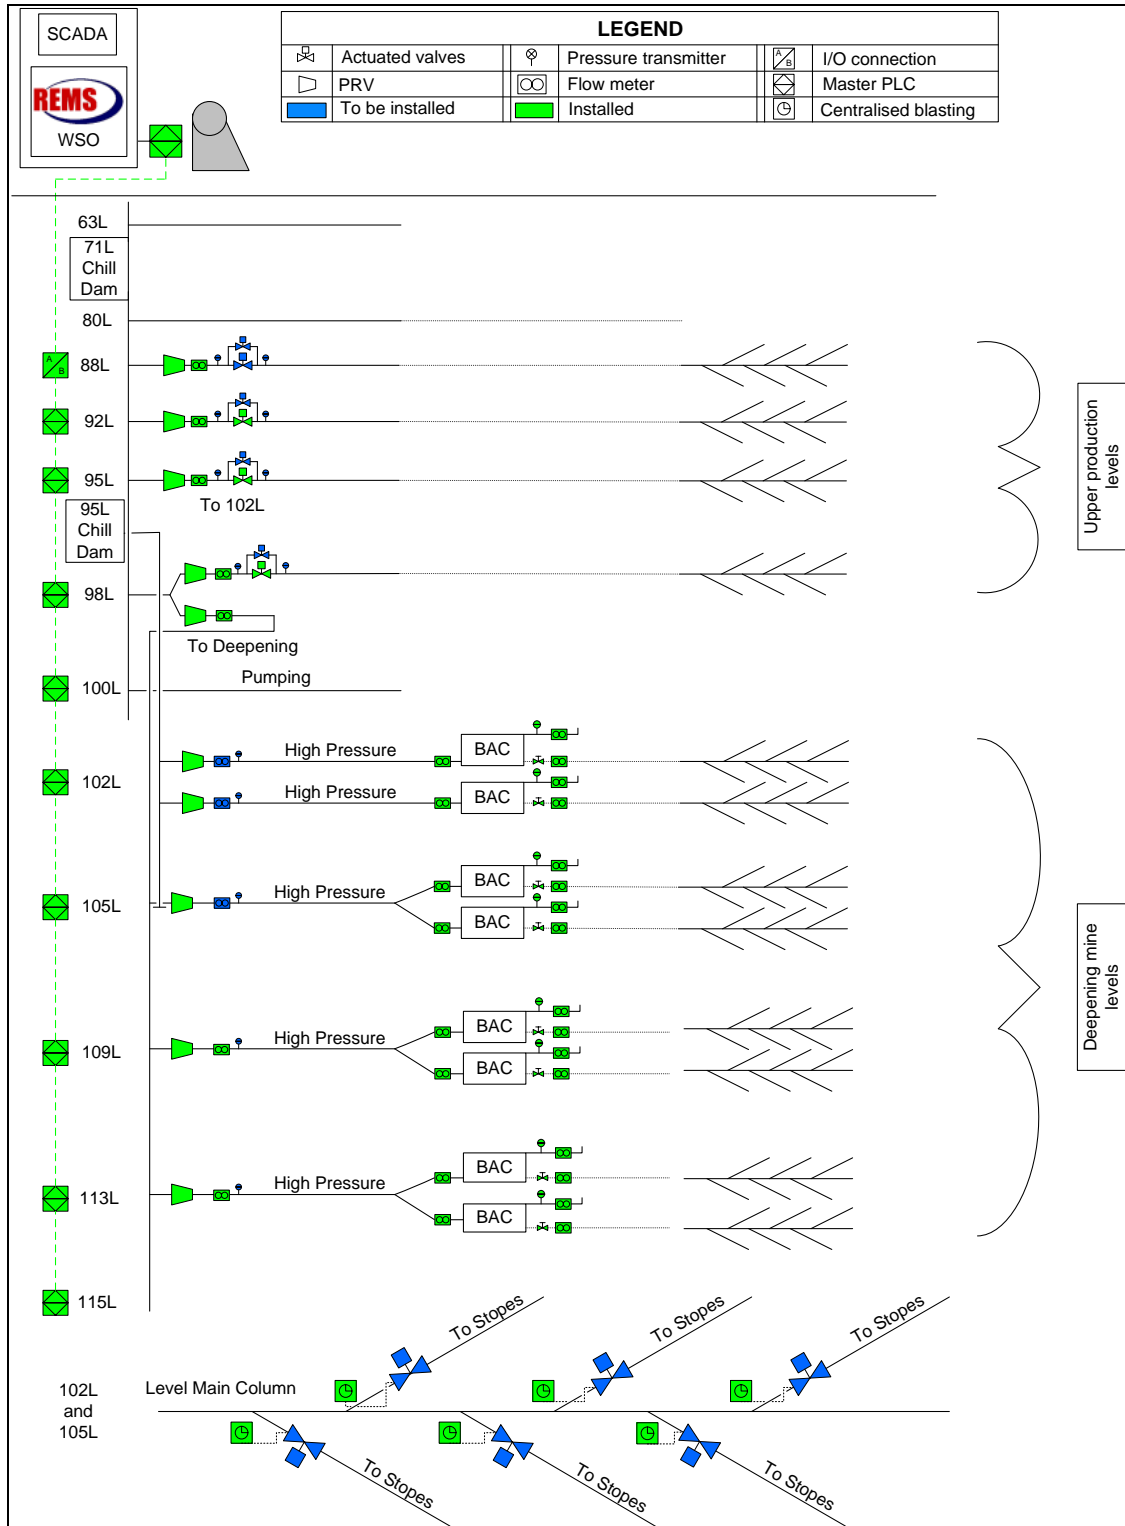 SCADA
REMS
WSO
LEGEND
Actuated valves
Pressure transmitter
A
B
I/O connection
PRV
Flow meter
Master PLC
To be installed
Installed
Centralised blasting
63L
71L
Chill
Dam
80L
A
B
88L
92L
95L
To 102L
95L
Chill
Dam
98L
To Deepening
100L
Pumping
Upper production
levels
102L
High Pressure
BAC
High Pressure
BAC
105L
High Pressure
BAC
BAC
109L
High Pressure
BAC
BAC
113L
High Pressure
BAC
BAC
115L
Deepening mine
levels
102L
and
105L
Level Main Column
To Stopes
To Stopes
To Stopes
To Stopes
To Stopes
To Stopes